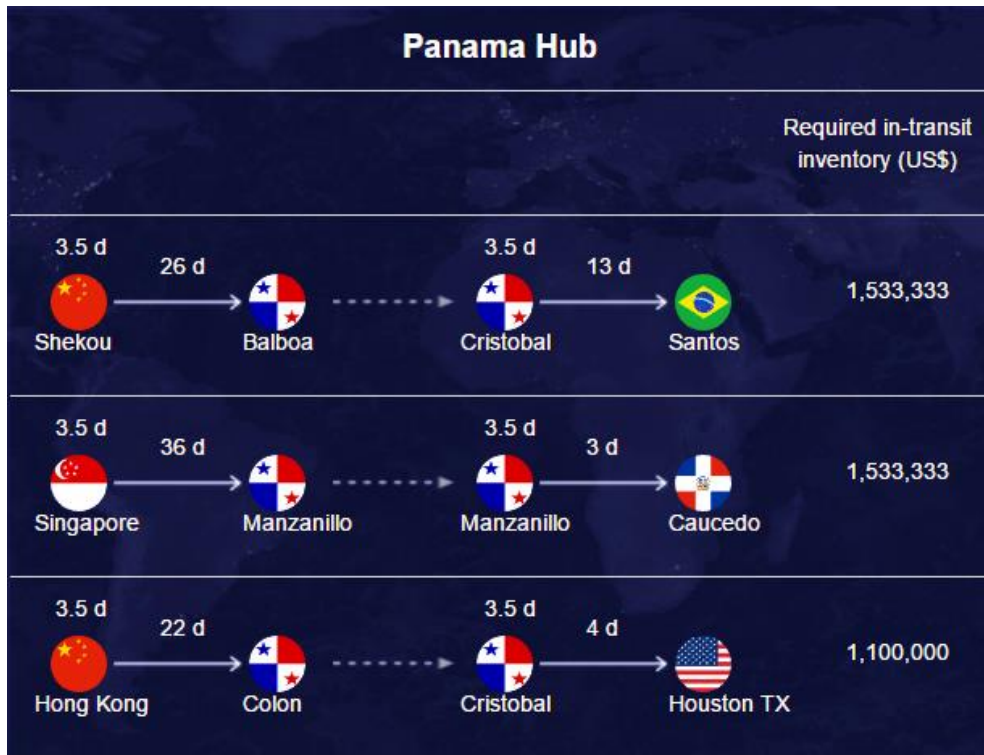 Panama Hub
Required in-transit
inventory (US$)
3.5 d
26 d
3.5 d
13 d
1,533,333
Shekou
Balboa
Cristobal
Santos
3.5 d
36 d
3.5 d
3 d
1,533,333
Singapore
Manzanillo
Manzanillo
Caucedo
3.5 d
22 d
3.5 d
4 d
1,100,000
Hong Kong
Colon
Cristobal
Houston TX